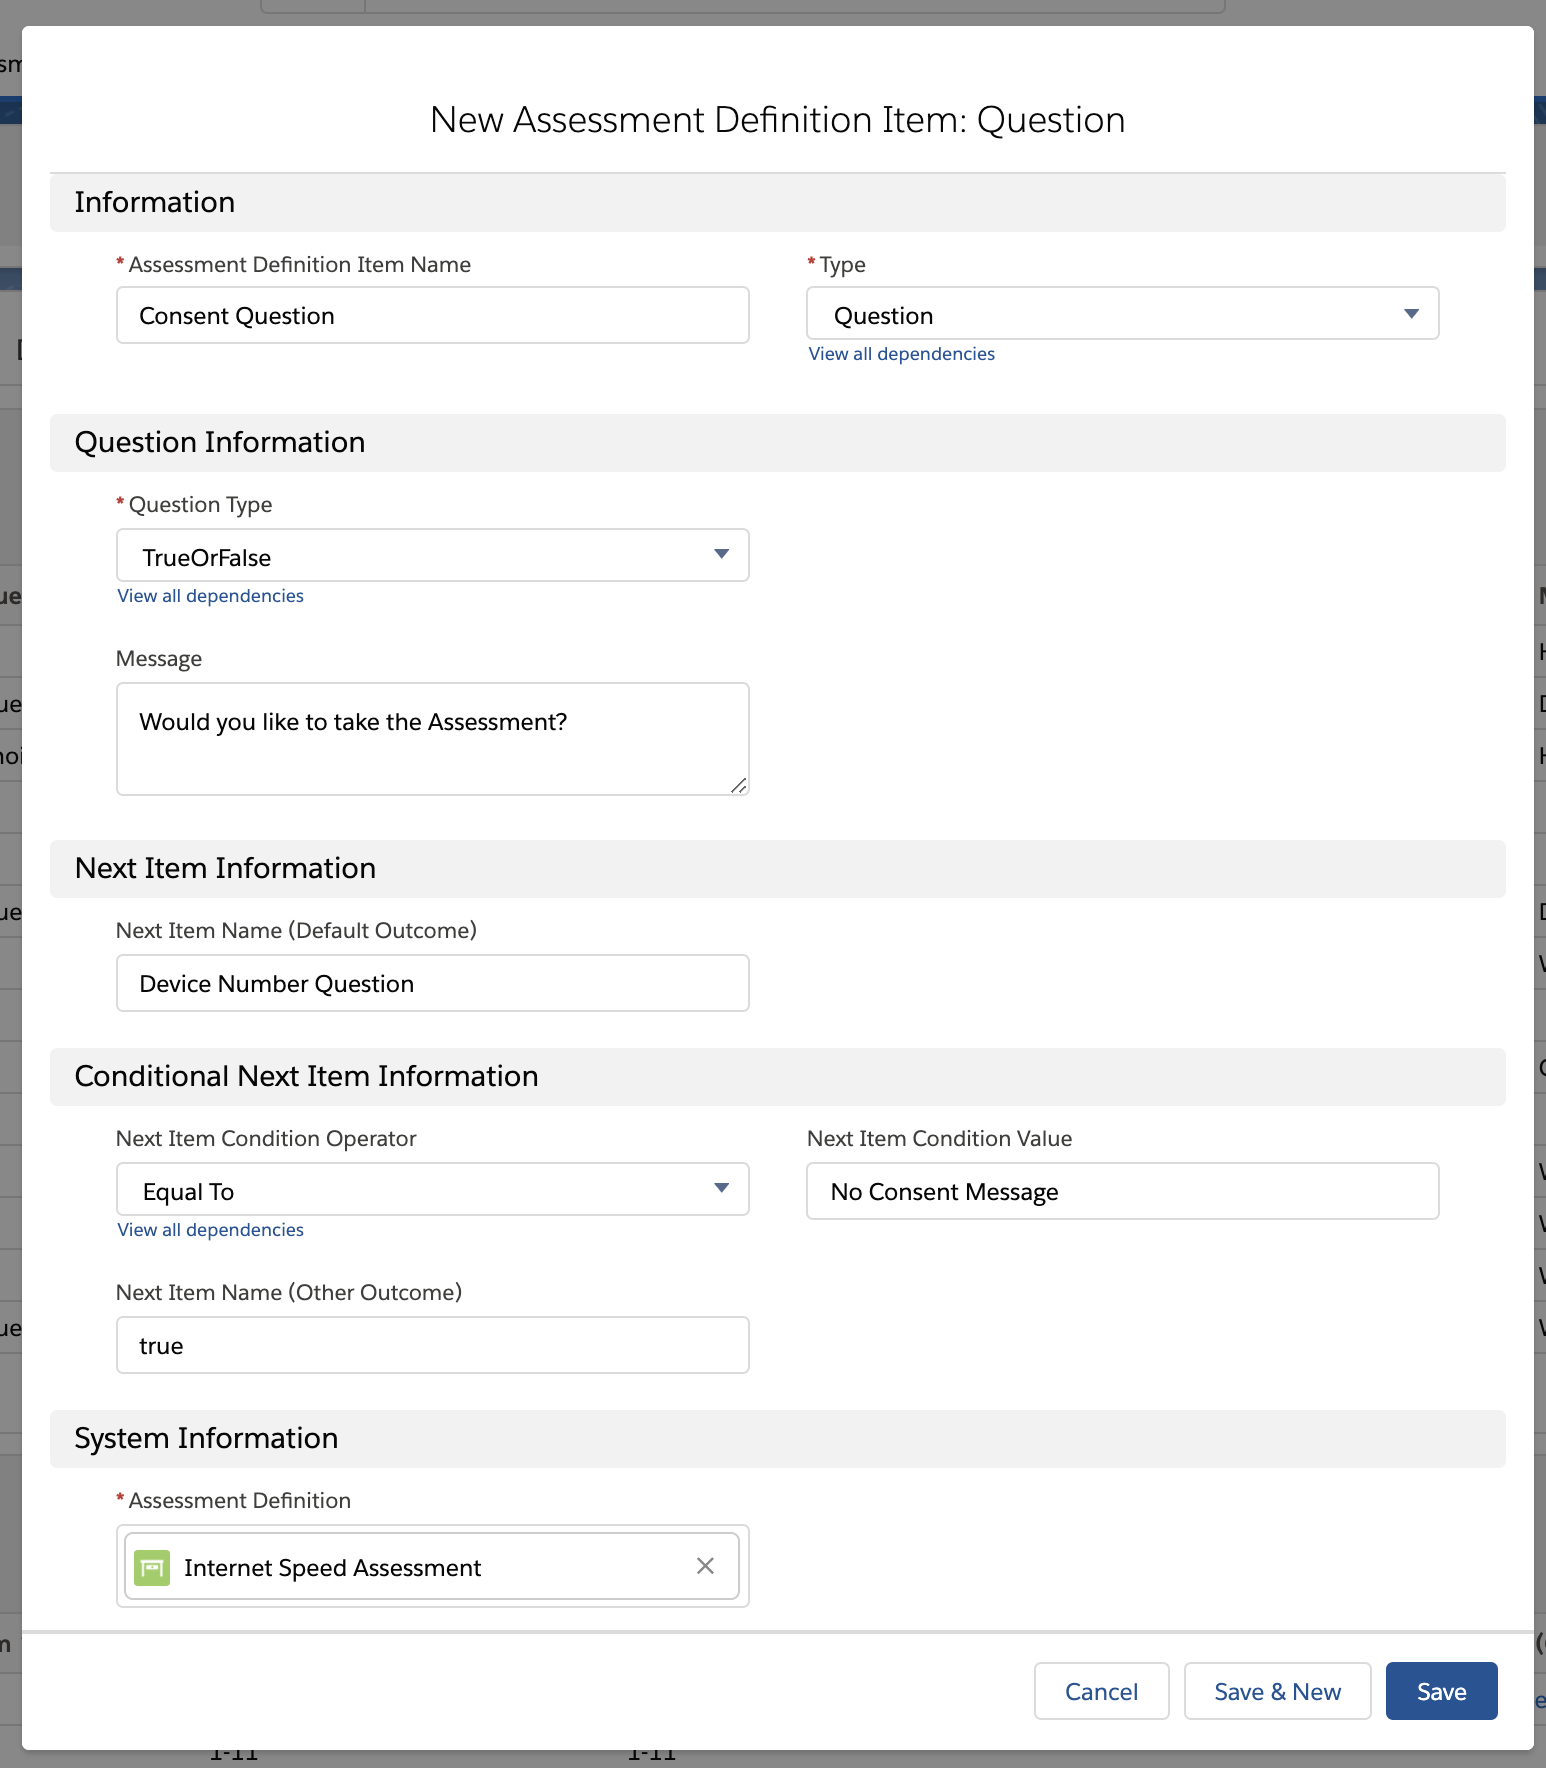 New Assessment Definition Item: Question
Information
* Assessment Definition Item Name
Consent Question
* Type
Question
View all dependencies
Question Information
* Question Type
TrueOrFalse
View all dependencies
Message
Would you like to take the Assessment?
Next Item Information
Next Item Name (Default Outcome)
Device Number Question
Conditional Next Item Information
Next Item Condition Operator
Equal To
View all dependencies
Next Item Condition Value
No Consent Message
Next Item Name (Other Outcome)
true
System Information
* Assessment Definition
Internet Speed Assessment
Cancel
Save & New
Save